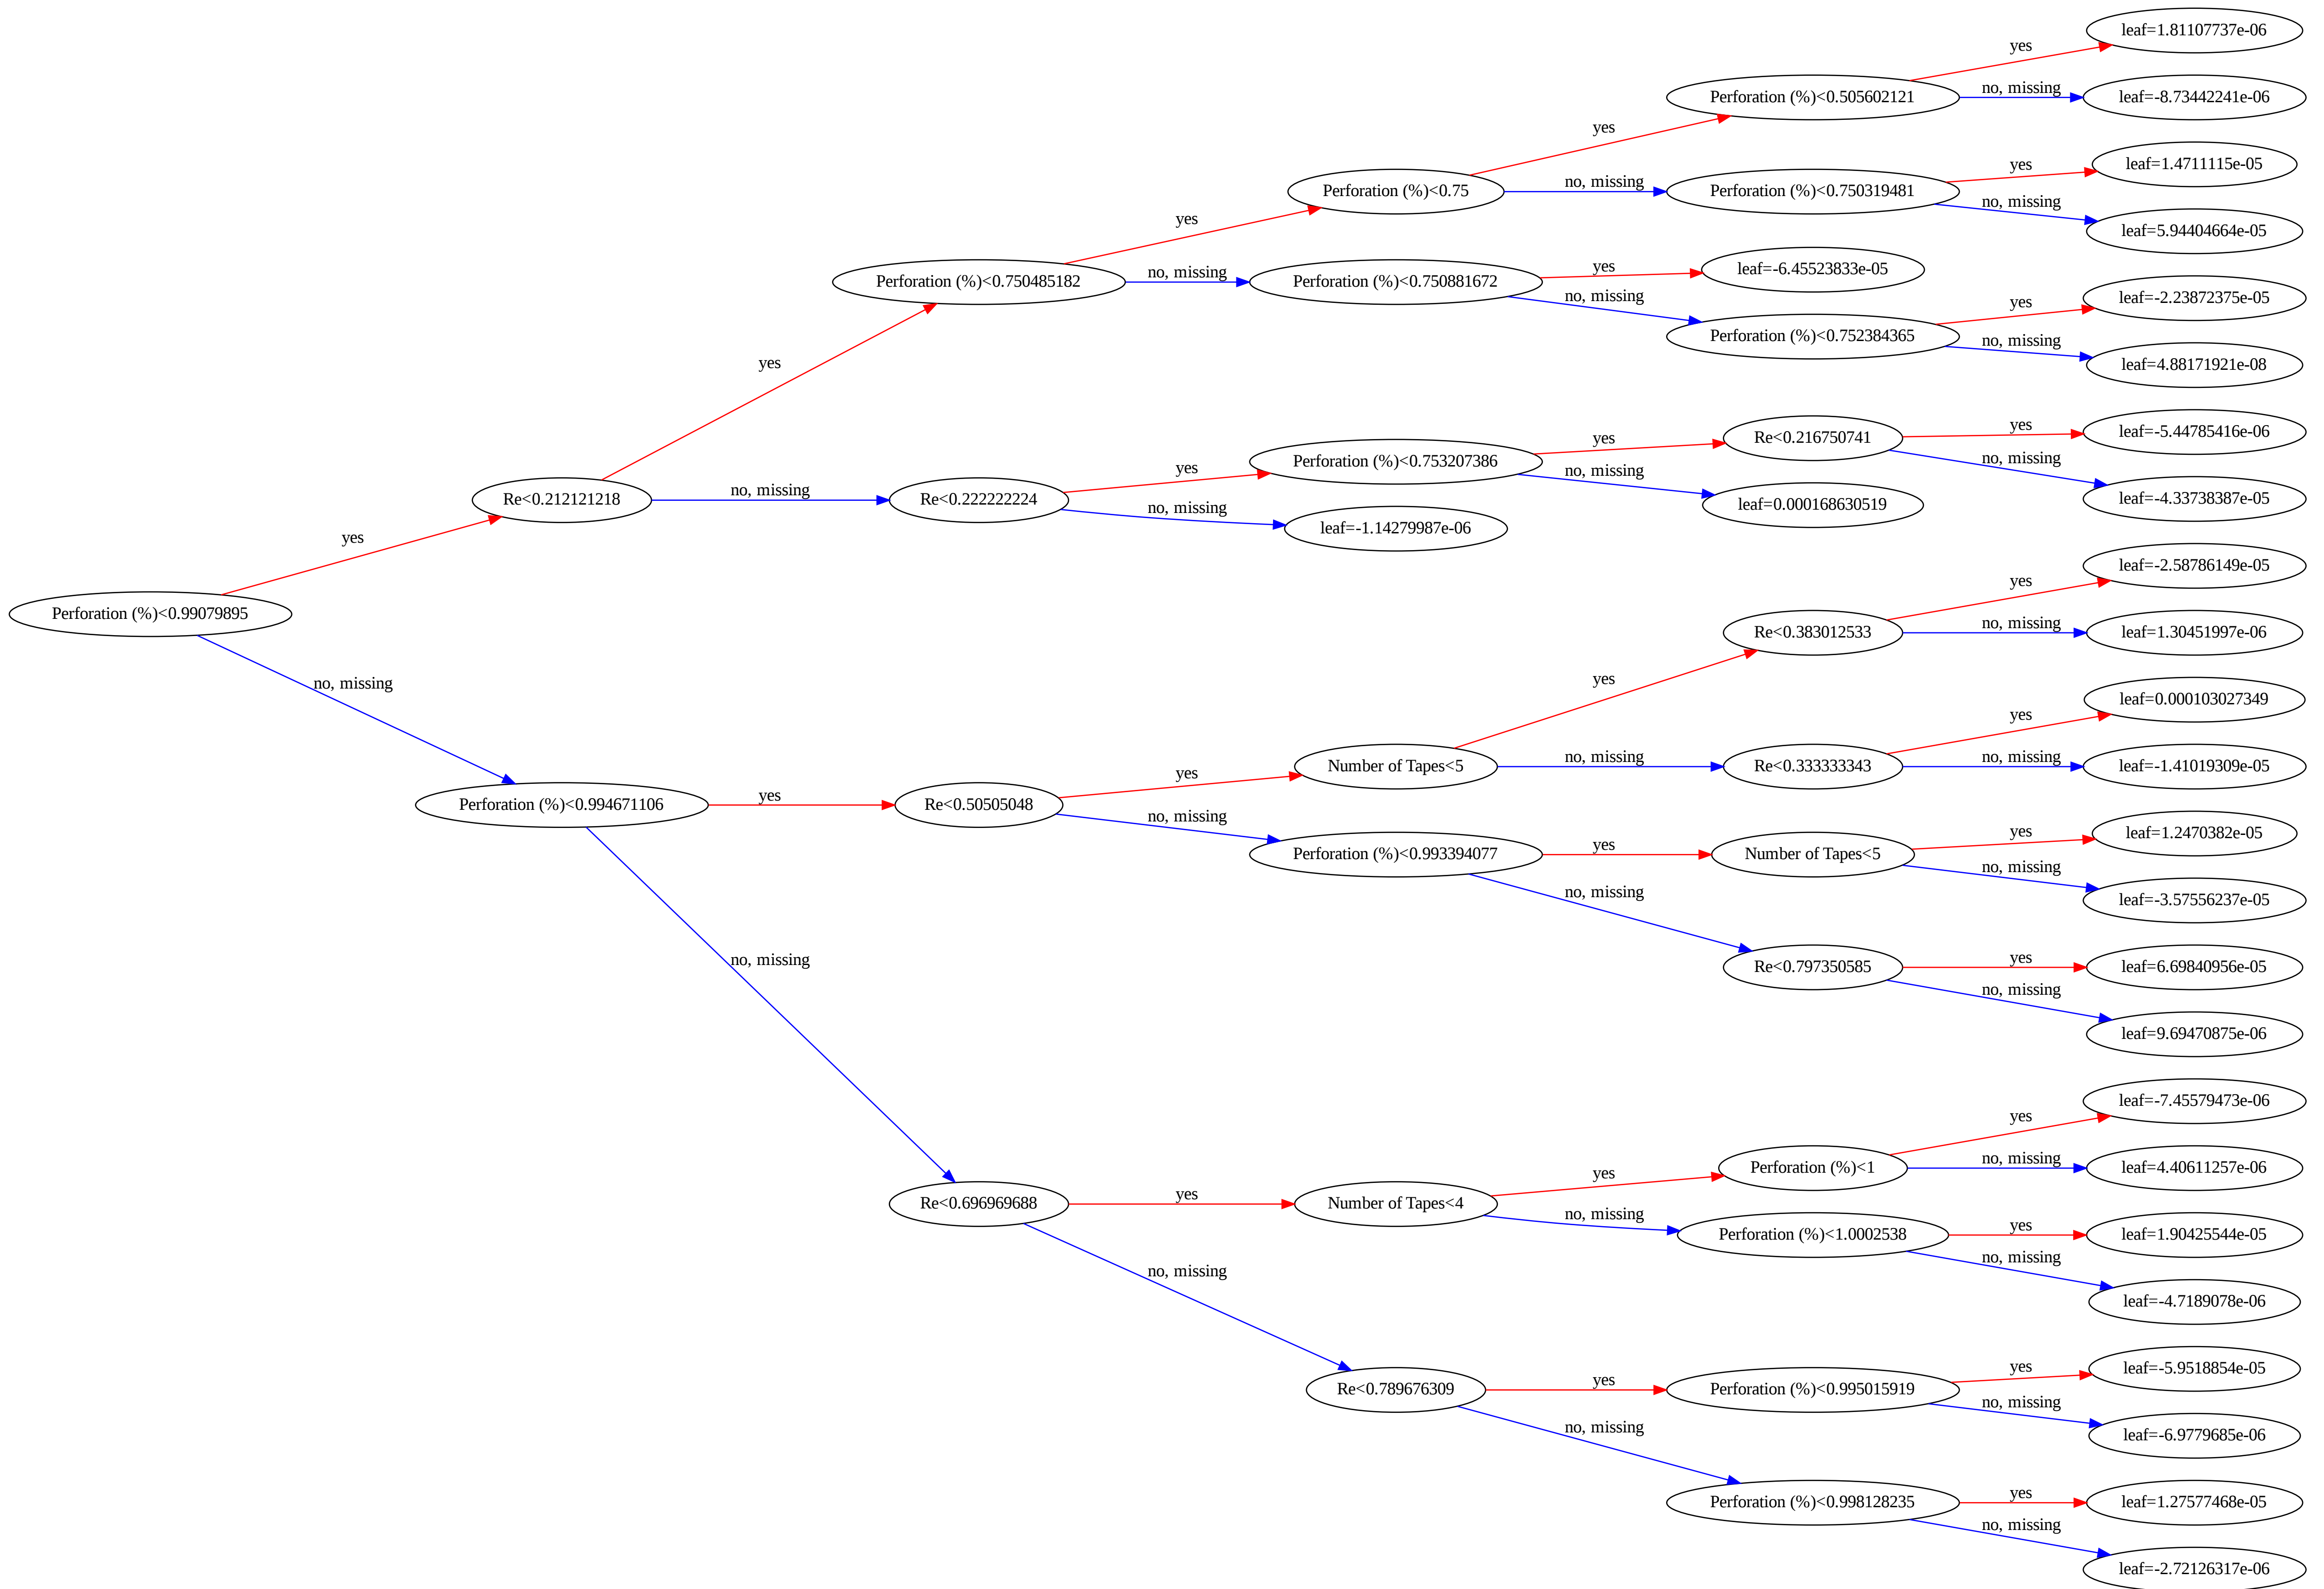 leaf=1.81107737e-06
yes
Perforation (%)<0.505602121
no, missing
leaf=-8.73442241e-06
yes
leaf=1.4711115e-05
yes
Perforation (%)<0.75
no, missing
Perforation (%)<0.750319481
no, missing
leaf=5.94404664e-05
yes
Perforation (%)<0.750485182
no, missing
Perforation (%)<0.750881672
yes
leaf=-6.45523833e-05
no, missing
leaf=-2.23872375e-05
yes
Perforation (%)<0.752384365
no, missing
leaf=4.88171921e-08
yes
Re<0.216750741
yes
leaf=-5.44785416e-06
yes
Perforation (%)<0.753207386
no, missing
no, missing
leaf=-4.33738387e-05
yes
Re<0.212121218
no, missing
Re<0.222222224
leaf=0.000168630519
no, missing
leaf=-1.14279987e-06
yes
leaf=-2.58786149e-05
yes
Perforation (%)<0.99079895
Re<0.383012533
no, missing
leaf=1.30451997e-06
no, missing
yes
leaf=0.000103027349
yes
Number of Tapes<5
no, missing
Re<0.333333343
no, missing
leaf=-1.41019309e-05
yes
Perforation (%)<0.994671106
yes
Re<0.50505048
no, missing
leaf=1.2470382e-05
yes
Perforation (%)<0.993394077
yes
Number of Tapes<5
no, missing
leaf=-3.57556237e-05
no, missing
Re<0.797350585
yes
leaf=6.69840956e-05
no, missing
no, missing
leaf=9.69470875e-06
leaf=-7.45579473e-06
yes
Perforation (%)<1
no, missing
leaf=4.40611257e-06
yes
Re<0.696969688
yes
Number of Tapes<4
no, missing
Perforation (%)<1.0002538
yes
leaf=1.90425544e-05
no, missing
no, missing
leaf=-4.7189078e-06
yes
leaf=-5.9518854e-05
Re<0.789676309
yes
Perforation (%)<0.995015919
no, missing
leaf=-6.9779685e-06
no, missing
Perforation (%)<0.998128235
yes
leaf=1.27577468e-05
no, missing
leaf=-2.72126317e-06